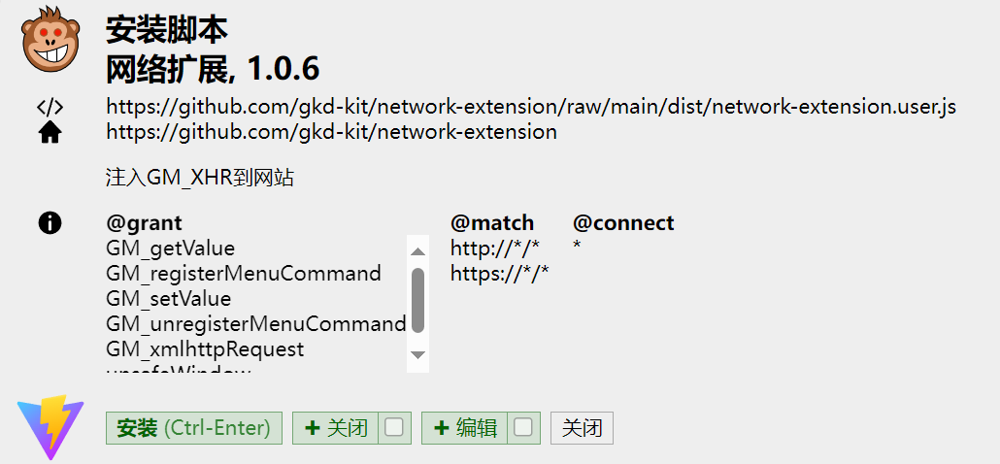 安装脚本
网络扩展, 1.0.6
https://github.com/gkd-kit/network-extension/raw/main/dist/network-extension.user.js
https://github.com/gkd-kit/network-extension
注入GM_XHR到网站
@grant @match @connect
GM_getValue http://*/* *
GM_registerMenuCommand https://*/*
GM_setValue
GM_unregisterMenuCommand
GM_xmlhttpRequest
unsafeWindow
安装 (Ctrl-Enter) + 关闭 + 编辑 关闭